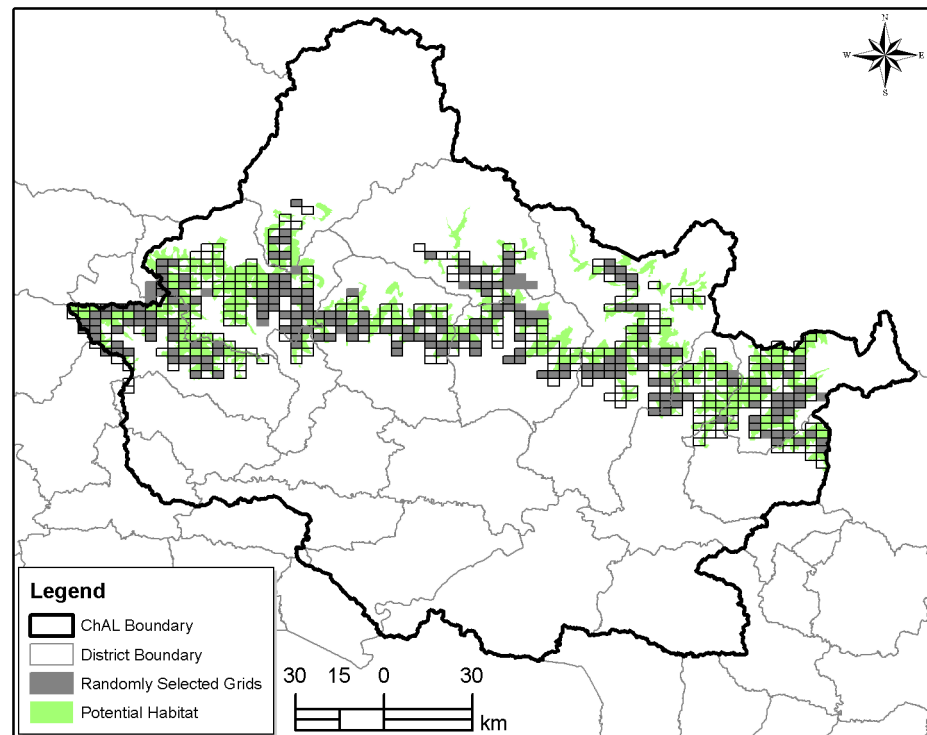 N
W E
S
Legend
ChAL Boundary
District Boundary
Randomly Selected Grids
Potential Habitat
30 15 0 30
km